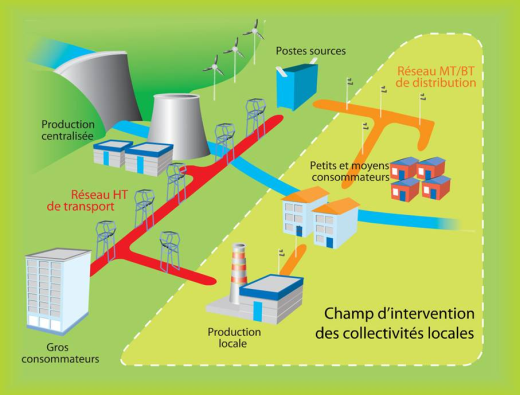 Postes sources
Réseau MT/BT
de distribution
Production
centralisée
Petits et moyens
consommateurs
Réseau HT
de transport
Champ d'intervention
des collectivités locales
Production
locale
Gros
consommateurs